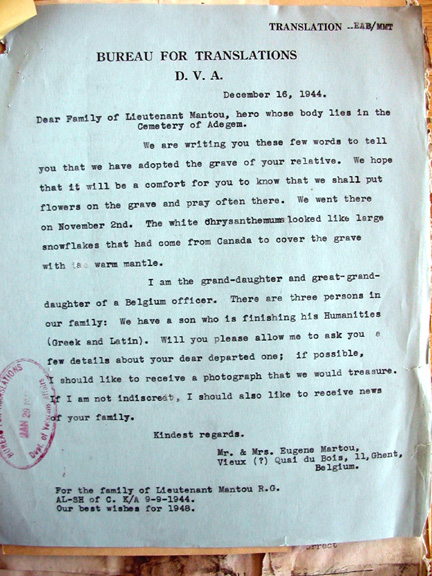 TRANSLATION ..EAB/MMT
BUREAU FOR TRANSLATIONS
D. V. A.
December 16, 1944.
Dear Family of Lieutenant Mantou, hero whose body lies in the
Cemetery of Adegem.
We are writing you these few words to tell
you that we have adopted the grave of your relative. We hope
that it will be a comfort for you to know that we shall put
flowers on the grave and pray often there. We went there
on November 2nd. The white chrysanthemums looked like large
snowflakes that had come from Canada to cover the grave
with warm mantle.
I am the grand-daughter and great-grand-
daughter of a Belgium officer. There are three persons in
our family: We have a son who is finishing his Humanities
(Greek and Latin). Will you please allow me to ask you a
few details about your dear departed one; if possible,
I should like to receive a photograph that we would treasure.
If I am not indiscreet, I should also like to receive news
of your family.
Kindest regards.
Mr. & Mrs. Eugene Martou,
Vieux (?) Quai du Bois, 11, Ghent,
Belgium.
For the family of Lieutenant Mantou R.G.
AL-SH of C. K/A 9-9-1944.
Our best wishes for 1948.
BUREAU FOR TRANSLATIONS
JAN 29
Dept. of
correct